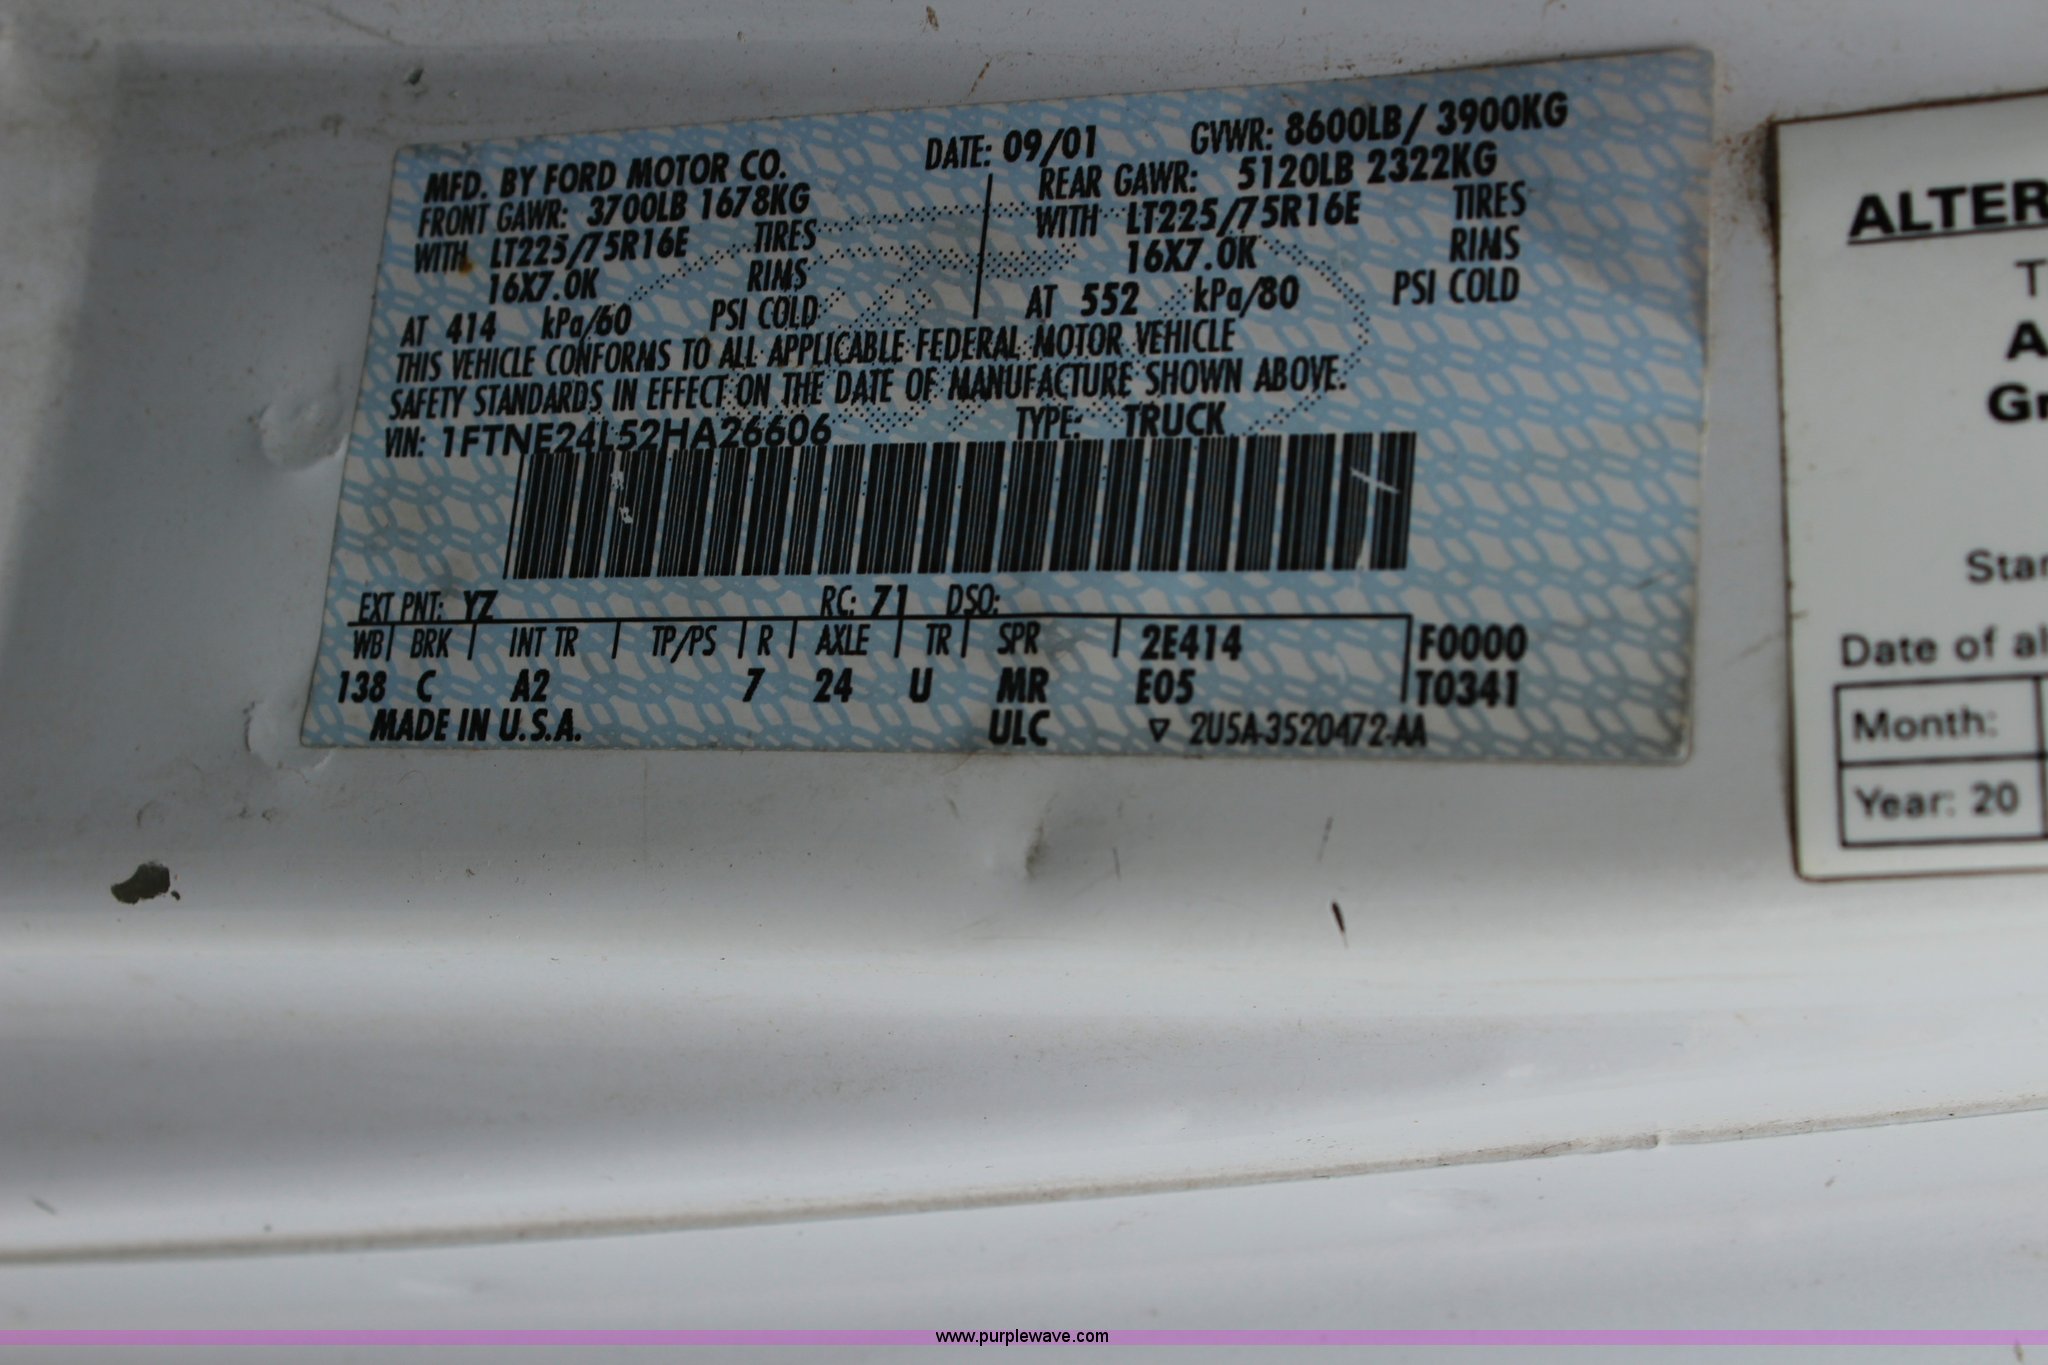 MFD. BY FORD MOTOR CO. DATE: 09/01 GVWR: 8600LB/ 3900KG
FRONT GAWR: 3700LB 1678KG REAR GAWR: 5120LB 2322KG
WITH LT225/75R16E TIRES WITH LT225/75R16E TIRES
16X7.0K RIMS 16X7.0K RIMS
AT 414 kPa/60 PSI COLD AT 552 kPa/80 PSI COLD
THIS VEHICLE CONFORMS TO ALL APPLICABLE FEDERAL MOTOR VEHICLE
SAFETY STANDARDS IN EFFECT ON THE DATE OF MANUFACTURE SHOWN ABOVE.
VIN: 1FTNE24L52HA26606 TYPE: TRUCK
EXT PNT: YZ RC: 71 DSO:
WB BRK INT TR TP/PS R AXLE TR SPR 2E414 F0000
138 C A2 7 24 U MR E05 T0341
MADE IN U.S.A. ULC ▽ 2U5A-3520472-AA
ALTER
T
A
Gr
Star
Date of al
Month:
Year: 20
www.purplewave.com